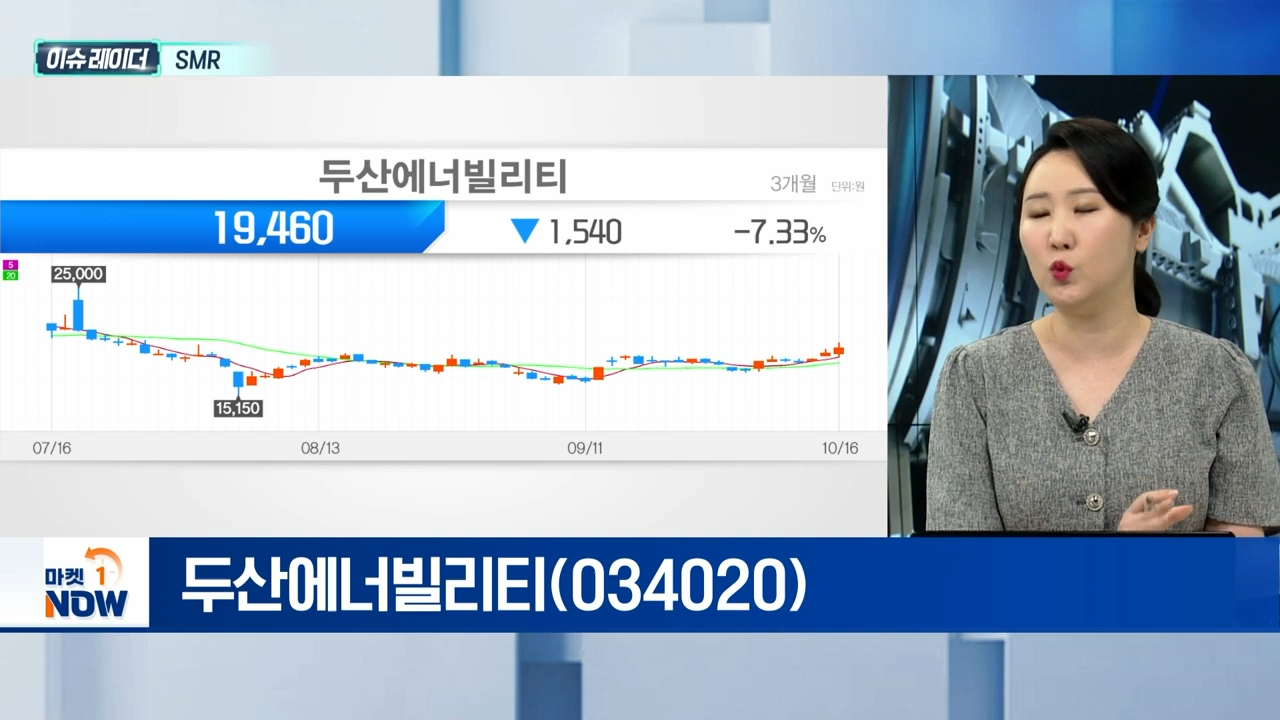 이슈레이더 SMR
두산에너빌리티
3개월 단위:원
19,460 ▼ 1,540 -7.33%
5
20
25,000
15,150
07/16 08/13 09/11 10/16
마켓 1
NOW
두산에너빌리티(034020)